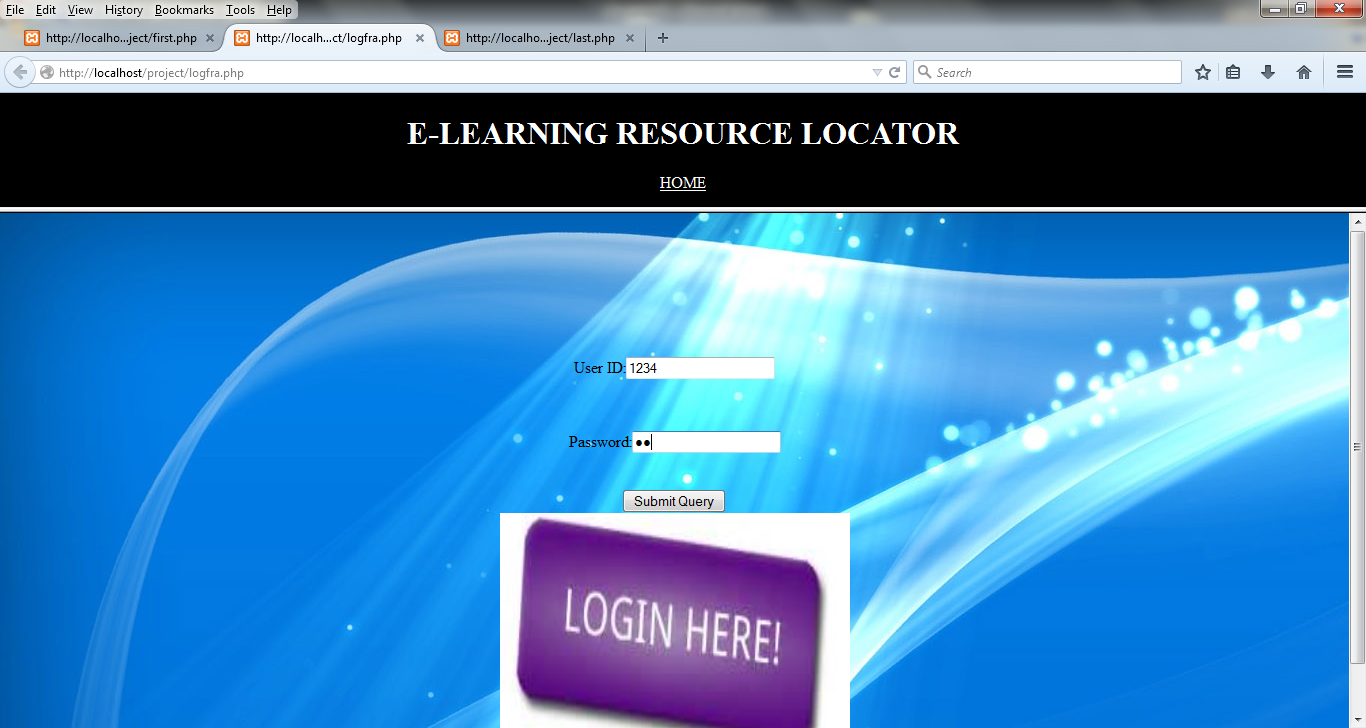 File Edit View History Bookmarks Tools Help
http://localho...ject/first.php
http://localh...ct/logfra.php
http://localho...ject/last.php
http://localhost/project/logfra.php
Search
E-LEARNING RESOURCE LOCATOR
HOME
User ID: 1234
Password: ●●
Submit Query
LOGIN HERE!